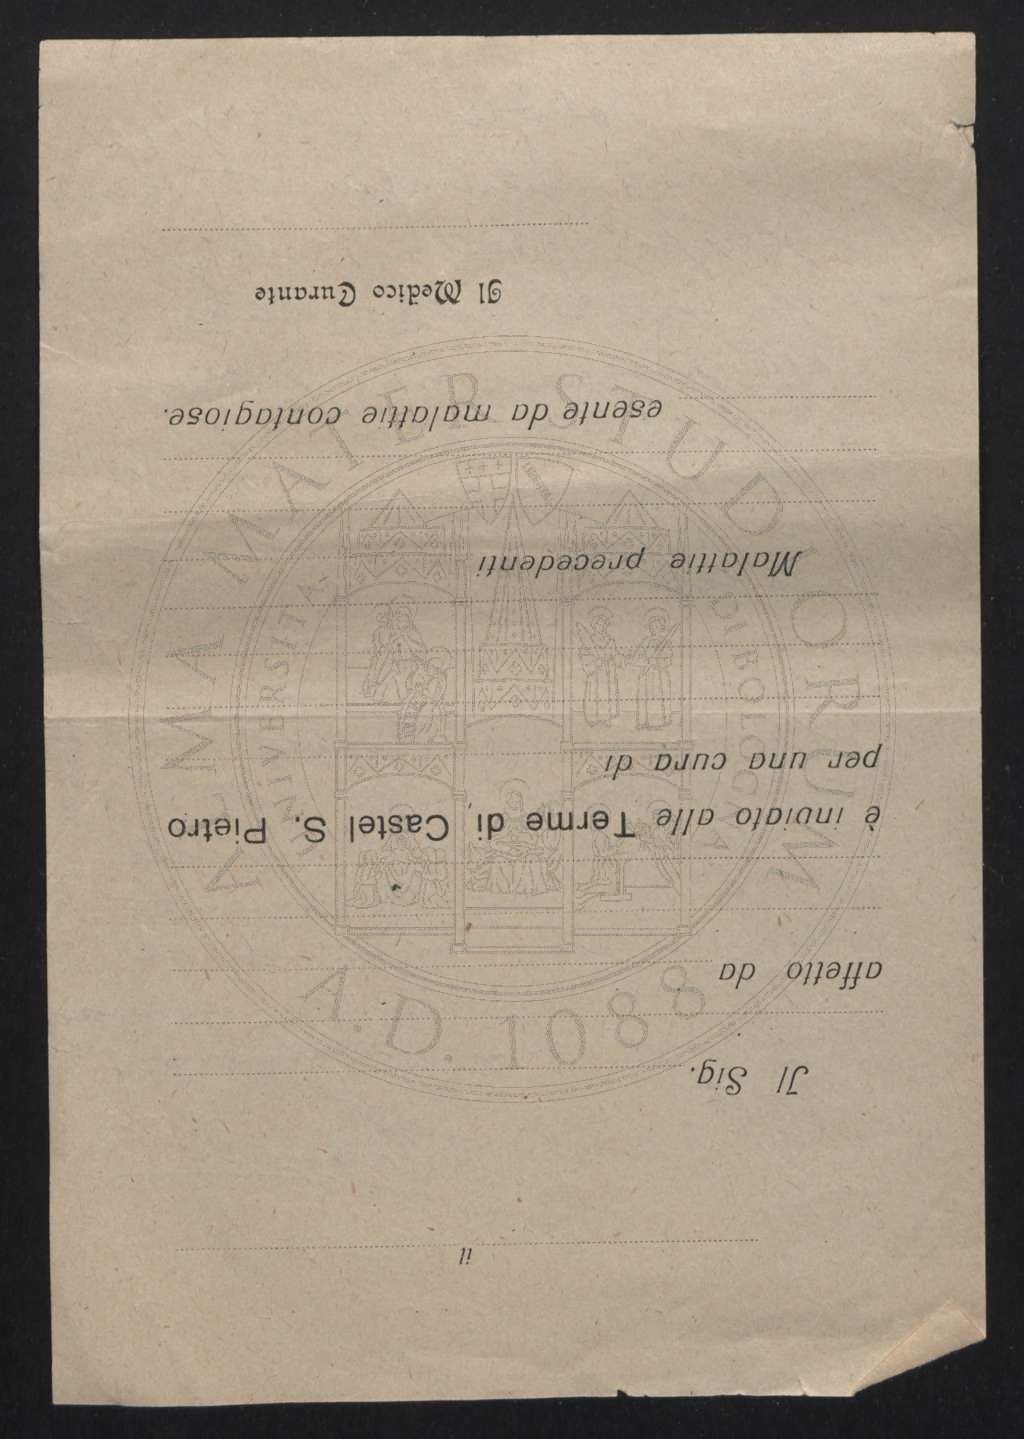 il
Il Sig.
affetto da
è inviato alle Terme di Castel S. Pietro
per una cura di
Malattie precedenti
esente da malattie contagiose.
Il Medico Curante
ALMA MATER STUDIORUM
UNIVERSITÀ DI BOLOGNA
A.D. 1088